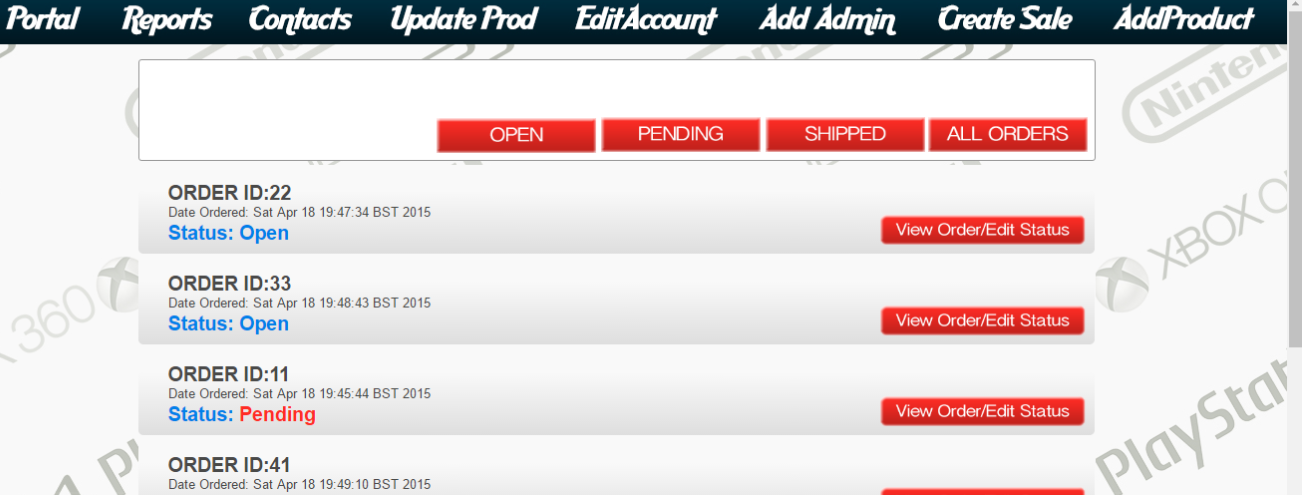 Portal Reports Contacts Update Prod EditAccount Add Admin Create Sale AddProduct
Nintend
OPEN PENDING SHIPPED ALL ORDERS
ORDER ID:22
Date Ordered: Sat Apr 18 19:47:34 BST 2015
Status: Open
View Order/Edit Status
XBOX O
360
ORDER ID:33
Date Ordered: Sat Apr 18 19:48:43 BST 2015
Status: Open
View Order/Edit Status
ORDER ID:11
Date Ordered: Sat Apr 18 19:45:44 BST 2015
Status: Pending
View Order/Edit Status
PlayStat
ORDER ID:41
Date Ordered: Sat Apr 18 19:49:10 BST 2015